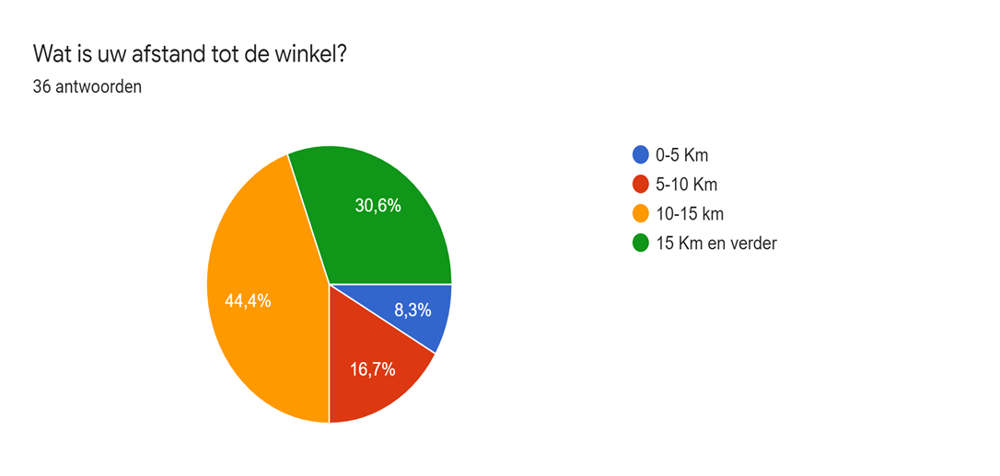 Wat is uw afstand tot de winkel?
36 antwoorden
0-5 Km
5-10 Km
10-15 km
15 Km en verder
30,6%
44,4%
8,3%
16,7%